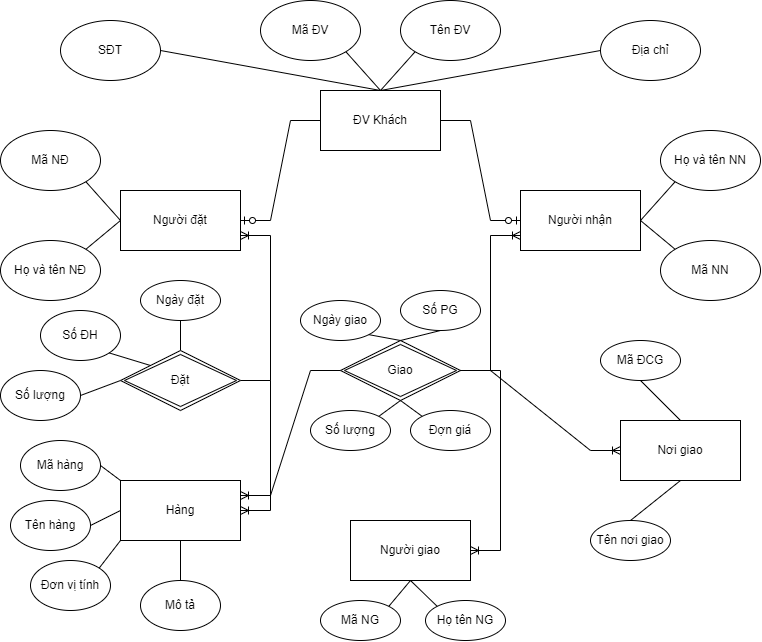 Mã ĐV
Tên ĐV
SĐT
Địa chỉ
ĐV Khách
Mã NĐ
Họ và tên NN
Người đặt
Người nhận
Họ và tên NĐ
Mã NN
Ngày đặt
Số PG
Ngày giao
Số ĐH
Mã ĐCG
Đặt
Giao
Số lượng
Số lượng
Đợn giá
Nơi giao
Mã hàng
Hàng
Tên hàng
Tên nơi giao
Người giao
Đơn vị tính
Mô tả
Mã NG
Họ tên NG